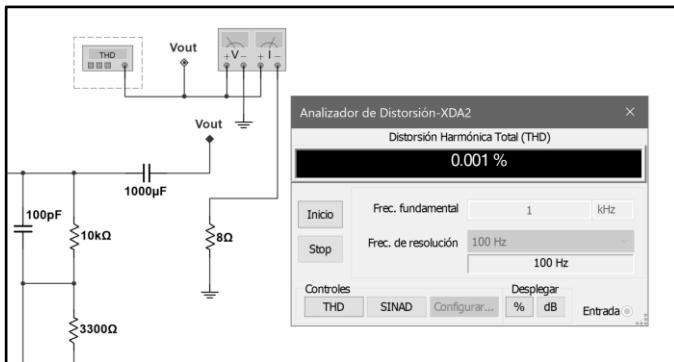 THD
Vout
+ V -
+ I -
Vout
1000µF
100pF
10kΩ
8Ω
3300Ω
Analizador de Distorsión-XDA2
×
Distorsión Harmónica Total (THD)
0.001 %
Inicio
Frec. fundamental
1
kHz
Stop
Frec. de resolución
100 Hz
100 Hz
Controles
Desplegar
THD
SINAD
Configurar...
%
dB
Entrada